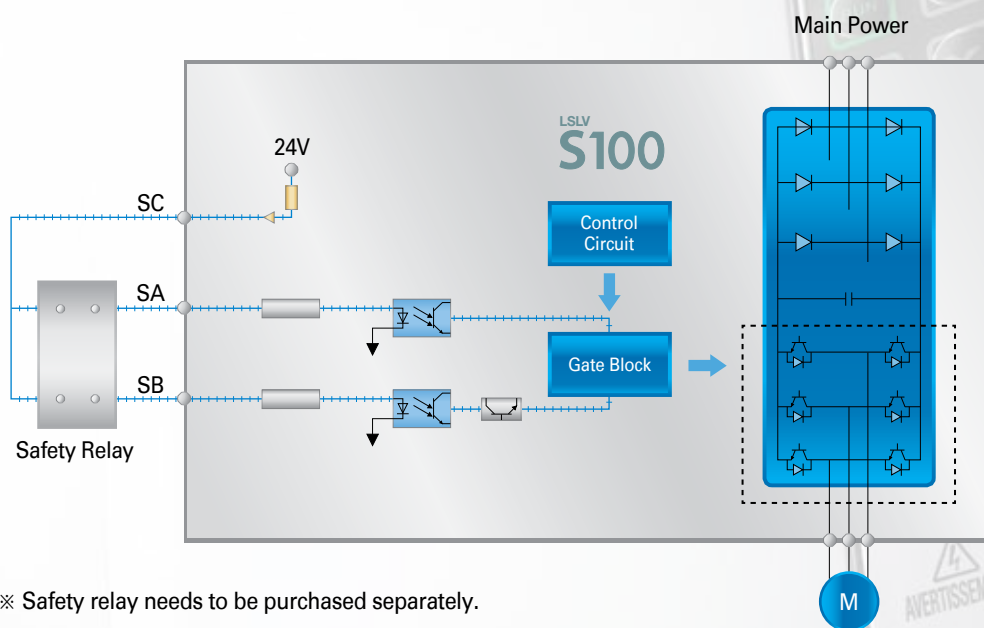 Main Power
LSLV
S100
24V
SC
Control
Circuit
SA
Gate Block
SB
Safety Relay
M
※ Safety relay needs to be purchased separately.